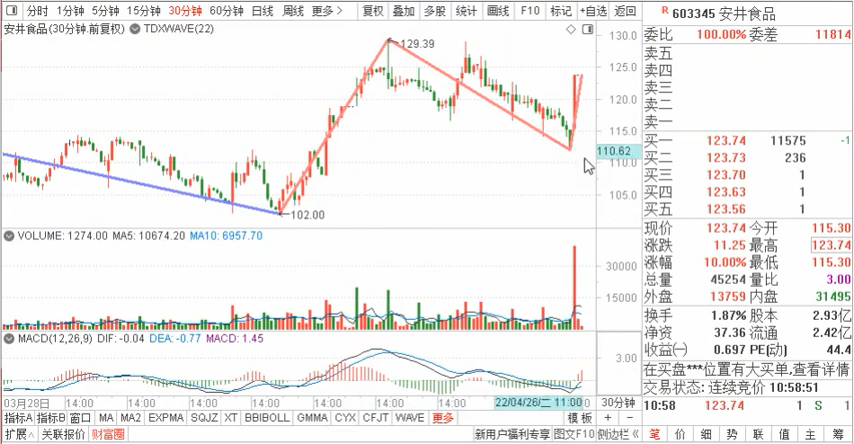 分时 1分钟 5分钟 15分钟 30分钟 60分钟 日线 周线 更多 复权 叠加 多股 统计 画线 F10 标记 +自选 返回
R 603345 安井食品
安井食品(30分钟.前复权) TDXWAVE(22)
130.0
129.39
125.0
120.0
115.0
110.62
110.0
105.0
102.00
委比 100.00% 委差 11814
卖五
卖四
卖三
卖二
卖一
买一 123.74 11575 -1
买二 123.73 236
买三 123.70 1
买四 123.63 1
买五 123.56 1
现价 123.74 今开 115.30
涨跌 11.25 最高 123.74
涨幅 10.00% 最低 115.30
总量 45254 量比 3.00
外盘 13759 内盘 31495
换手 1.87% 股本 2.93亿
净资 37.36 流通 2.42亿
收益㈠ 0.697 PE(动) 44.4
在买盘***位置有大买单,查看详情
交易状态: 连续竞价 10:58:51
10:58 123.74 1 S 1
VOLUME: 1274.00 MA5: 10674.20 MA10: 6957.70
30000
15000
MACD(12,26,9) DIF: -0.04 DEA: -0.77 MACD: 1.45
3.00
03月28日 14:00 14:00 14:00 14:00 14:00 22/04/26/二 11:00 30分钟
指标A 指标B 窗口 MA MA2 EXPMA SQJZ XT BBIBOLL GMMA CYX CFJT WAVE 更多 模板 + -
扩展∧ 关联报价 财富圈 新用户福利专享 图文F10 侧边栏《
笔 价 细 势 联 值 主 筹